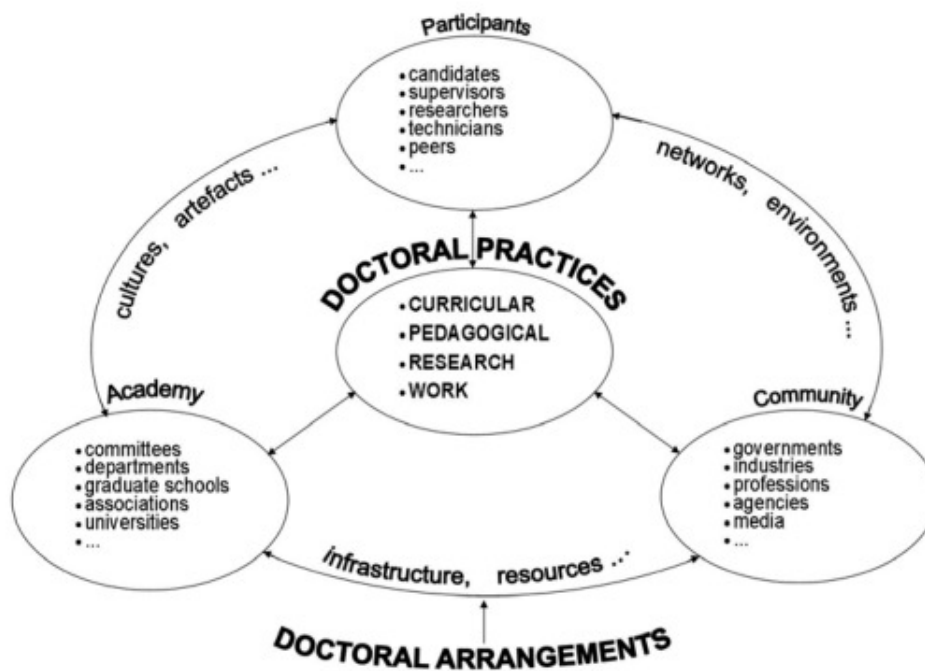 Participants
• candidates
• supervisors
• researchers
• technicians
• peers
• ...
cultures, artefacts ...
networks, environments ...
DOCTORAL PRACTICES
• CURRICULAR
• PEDAGOGICAL
• RESEARCH
• WORK
Academy
• committees
• departments
• graduate schools
• associations
• universities
• ...
Community
• governments
• industries
• professions
• agencies
• media
• ...
infrastructure, resources ...
DOCTORAL ARRANGEMENTS